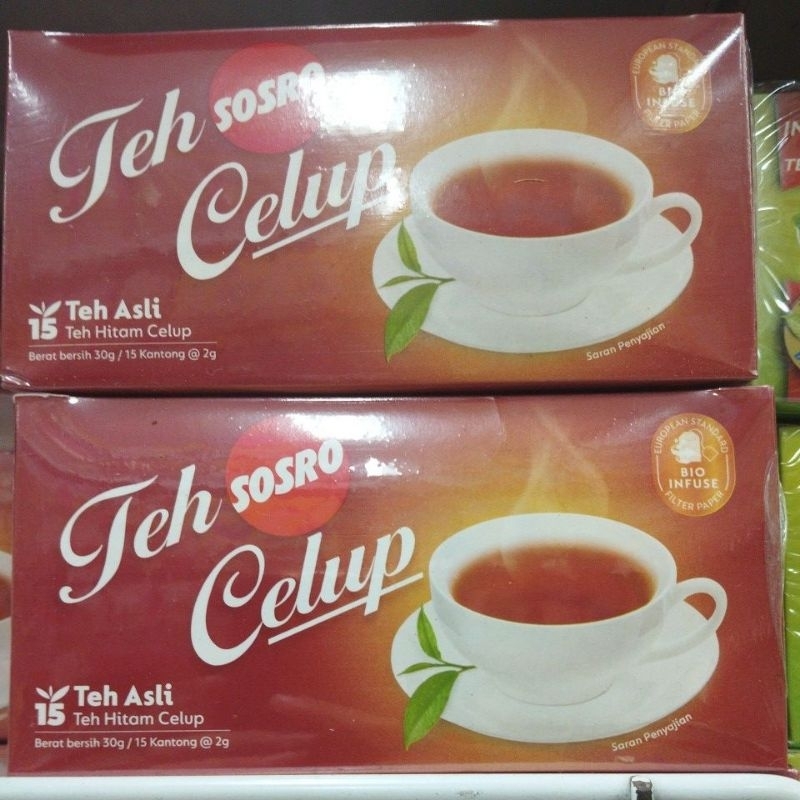 Teh SOSRO
Celup
EUROPEAN STANDARD
BIO
INFUSE
FILTER PAPER
15 Teh Asli
Teh Hitam Celup
Berat bersih 30g / 15 Kantong @ 2g
Saran Penyajian
Teh SOSRO
Celup
EUROPEAN STANDARD
BIO
INFUSE
FILTER PAPER
15 Teh Asli
Teh Hitam Celup
Berat bersih 30g / 15 Kantong @ 2g
Saran Penyajian